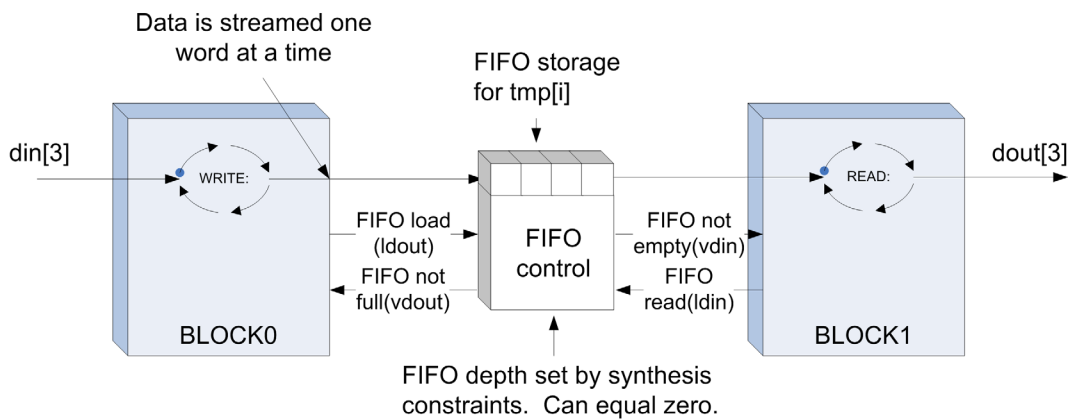 Data is streamed one
word at a time
FIFO storage
for tmp[i]
din[3]
WRITE:
READ:
dout[3]
FIFO load
(ldout)
FIFO not
full(vdout)
FIFO
control
FIFO not
empty(vdin)
FIFO
read(ldin)
BLOCK0
BLOCK1
FIFO depth set by synthesis
constraints.  Can equal zero.